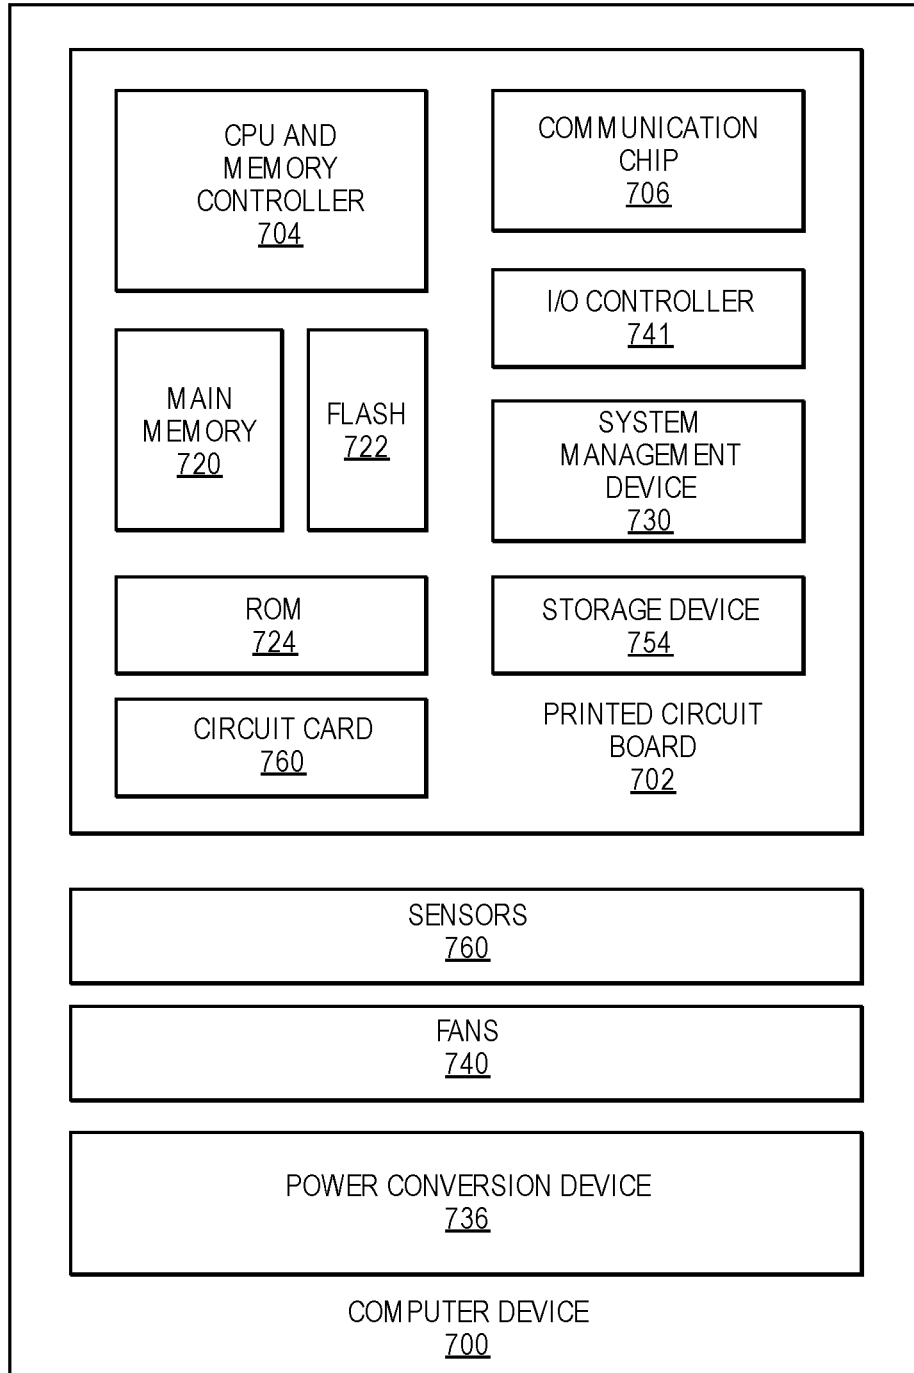 CPU AND
MEMORY
CONTROLLER
704
COMMUNICATION
CHIP
706
I/O CONTROLLER
741
MAIN
MEMORY
720
FLASH
722
SYSTEM
MANAGEMENT
DEVICE
730
ROM
724
STORAGE DEVICE
754
CIRCUIT CARD
760
PRINTED CIRCUIT
BOARD
702
SENSORS
760
FANS
740
POWER CONVERSION DEVICE
736
COMPUTER DEVICE
700